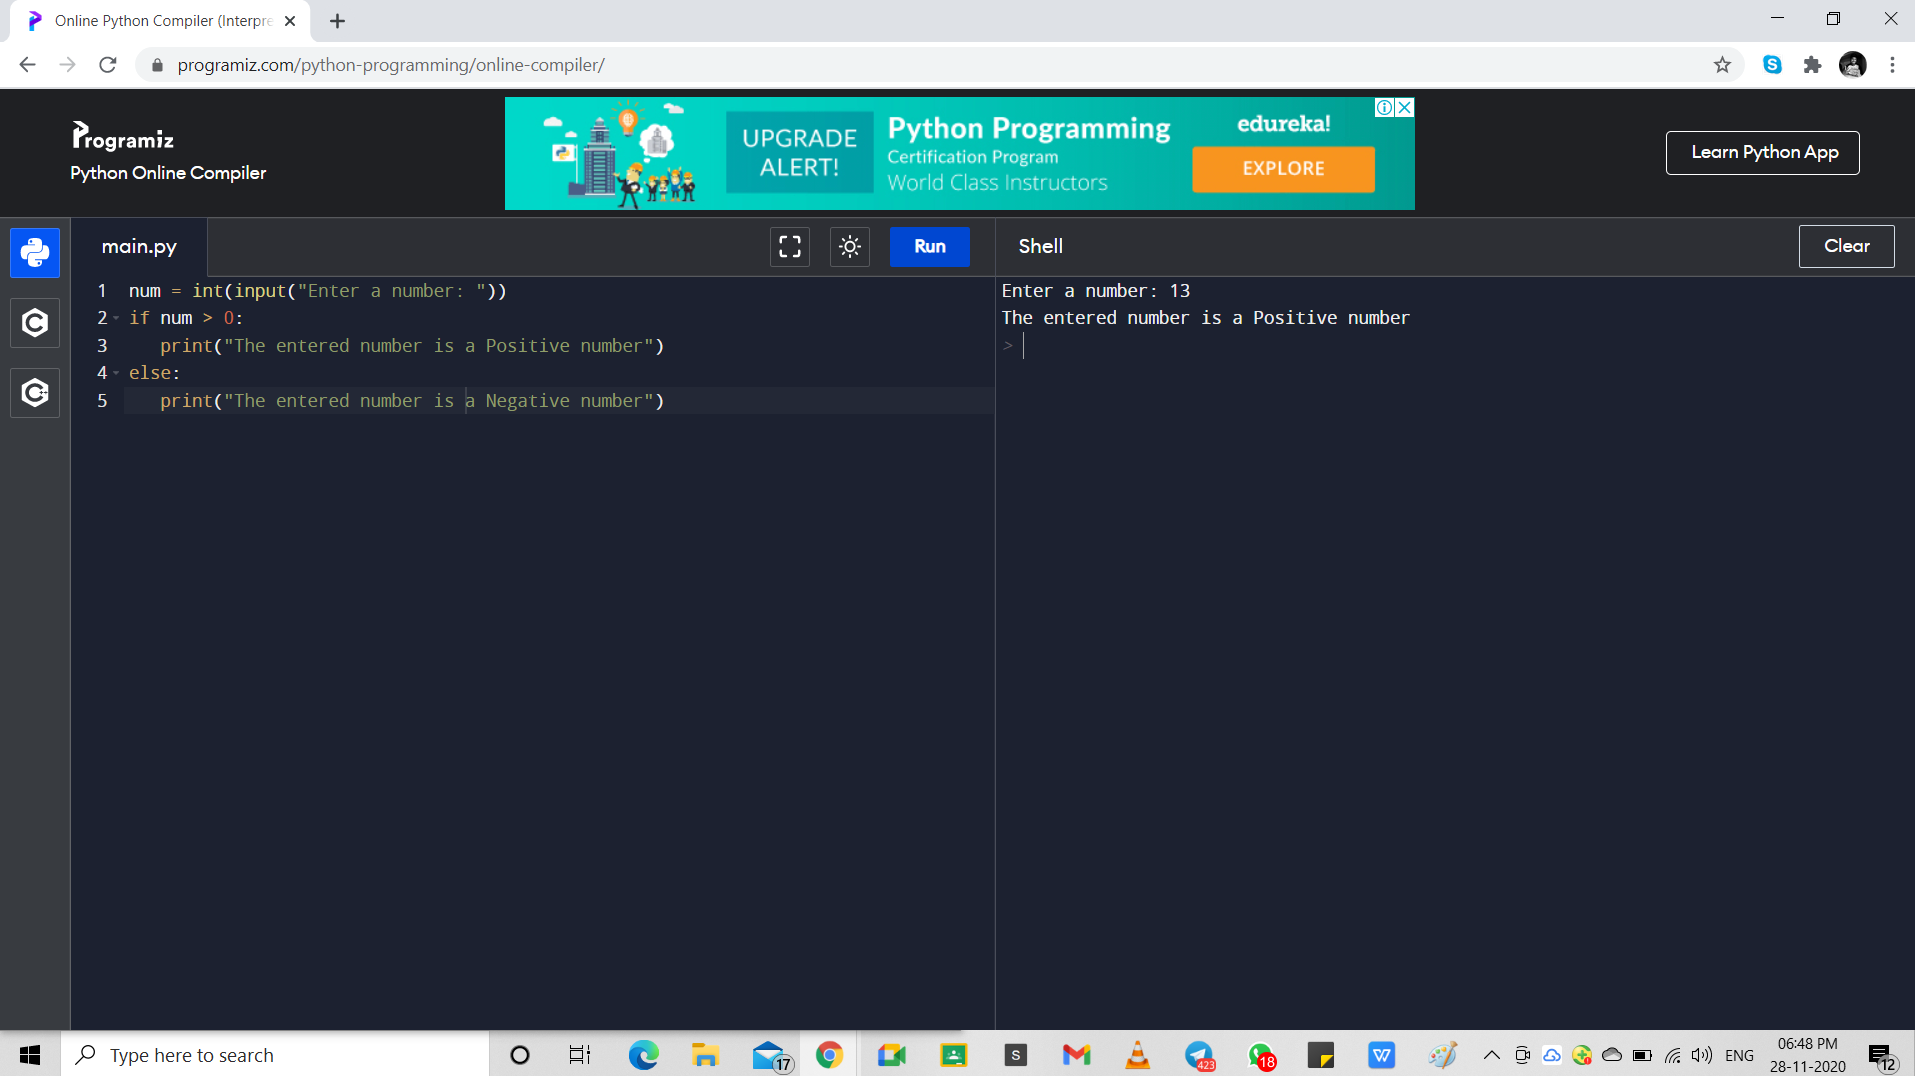 Online Python Compiler (Interpre
programiz.com/python-programming/online-compiler/
Programiz
Python Online Compiler
UPGRADE ALERT!
Python Programming
Certification Program
World Class Instructors
edureka!
EXPLORE
Learn Python App
main.py
Run
Shell
Clear
1 num = int(input("Enter a number: "))
2 if num > 0:
3    print("The entered number is a Positive number")
4 else:
5    print("The entered number is a Negative number")
Enter a number: 13
The entered number is a Positive number
>
Type here to search
17
S
423
18
W
ENG
06:48 PM
28-11-2020
12